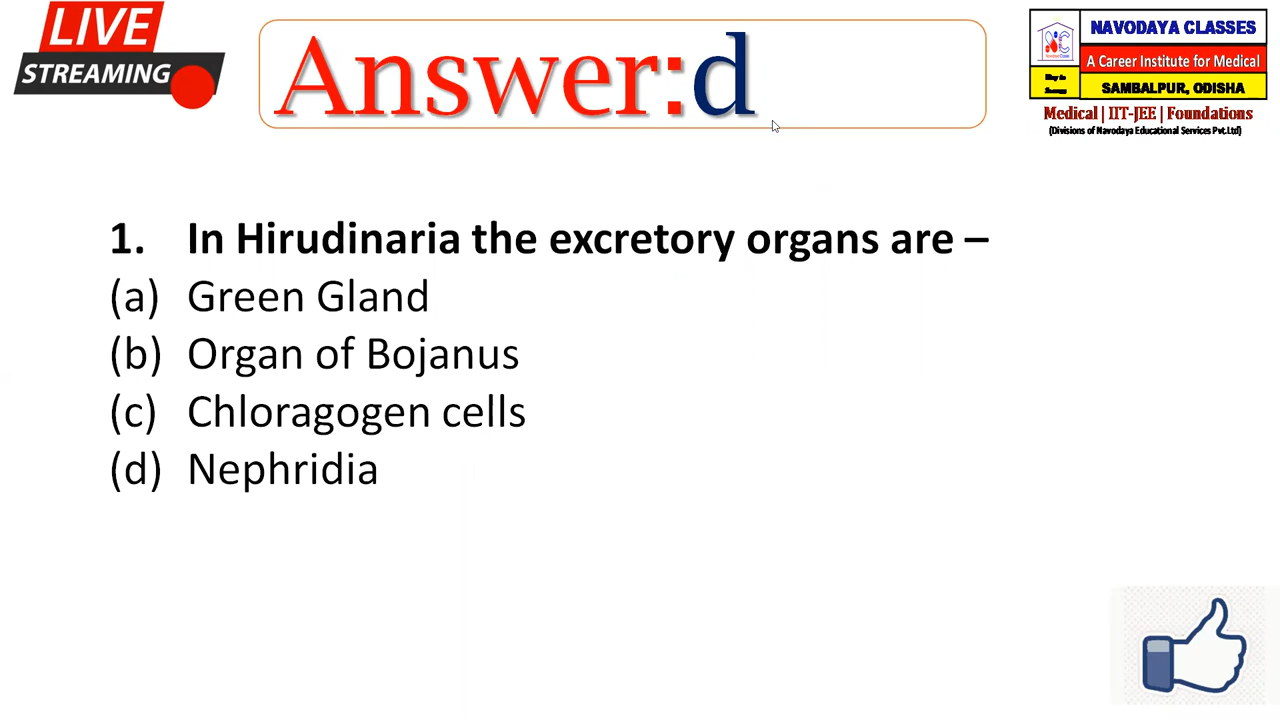 LIVE
STREAMING
Answer:d
NAVODAYA CLASSES
A Career Institute for Medical
SAMBALPUR, ODISHA
Medical | IIT-JEE | Foundations
(Divisions of Navodaya Educational Services Pvt.Ltd)
1. In Hirudinaria the excretory organs are –
(a) Green Gland
(b) Organ of Bojanus
(c) Chloragogen cells
(d) Nephridia